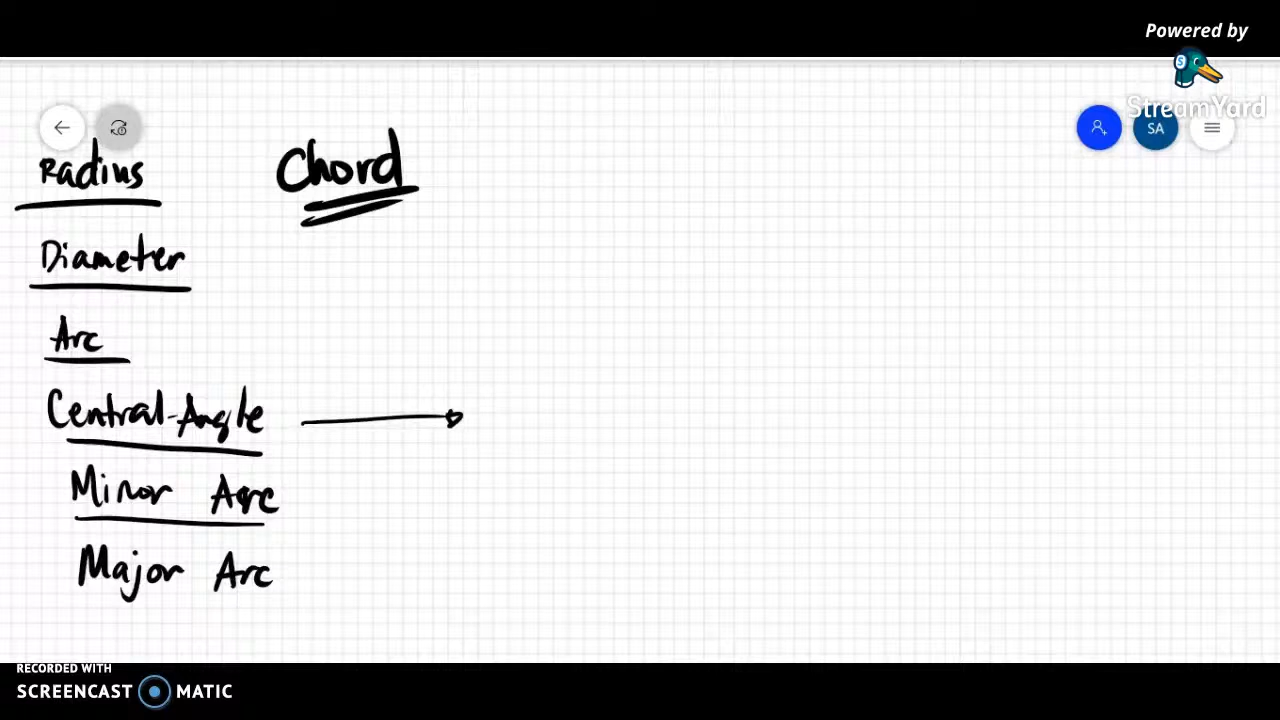 Powered by
StreamYard
SA
Radius Chord
Diameter
Arc
Central-Angle
Minor Arc
Major Arc
RECORDED WITH
SCREENCAST MATIC